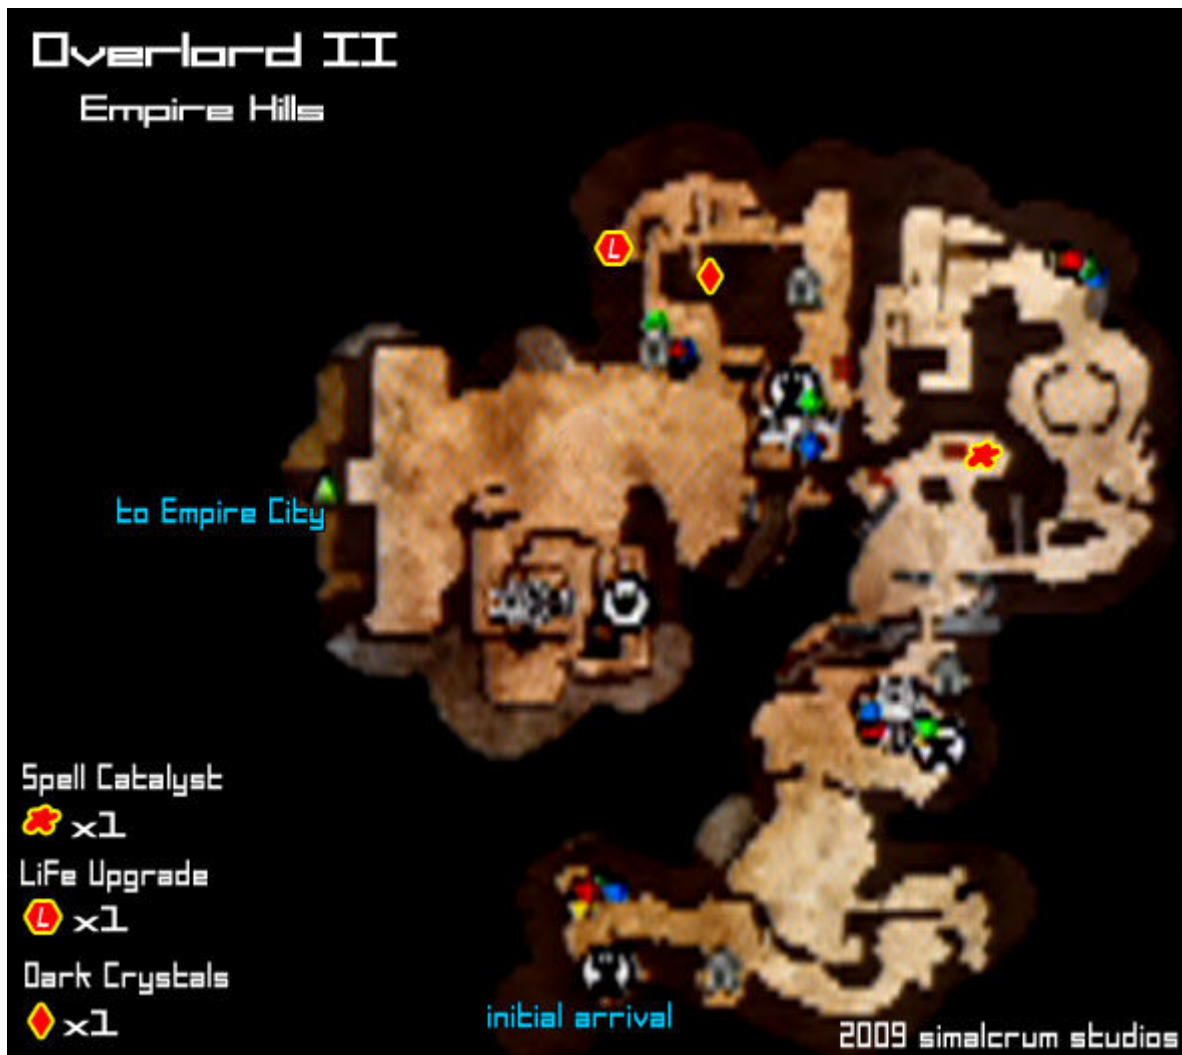 Overlord II
Empire Hills
L
to Empire City
Spell Catalyst
x1
LiFe Upgrade
L x1
Dark Crystals
x1
initial arrival
2009 simalcrum studios